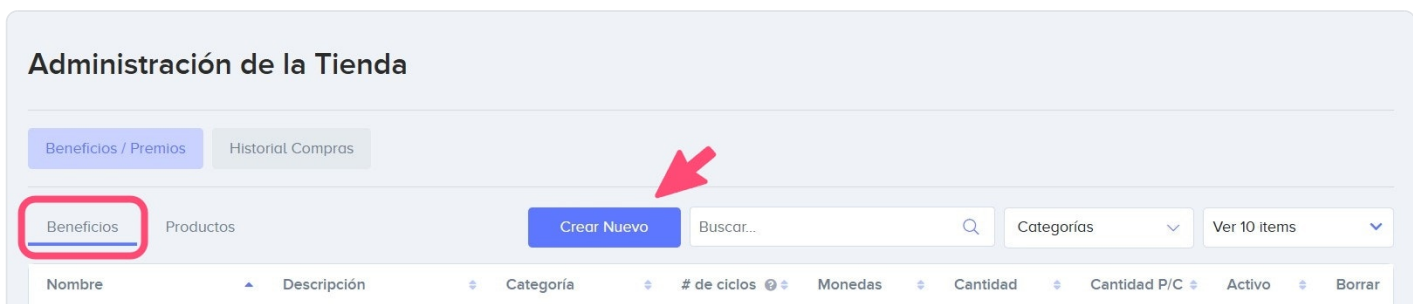 Administración de la Tienda
Beneficios / Premios Historial Compras
Beneficios Productos Crear Nuevo Buscar... Categorías Ver 10 items
Nombre Descripción Categoría # de ciclos ? Monedas Cantidad Cantidad P/C Activo Borrar